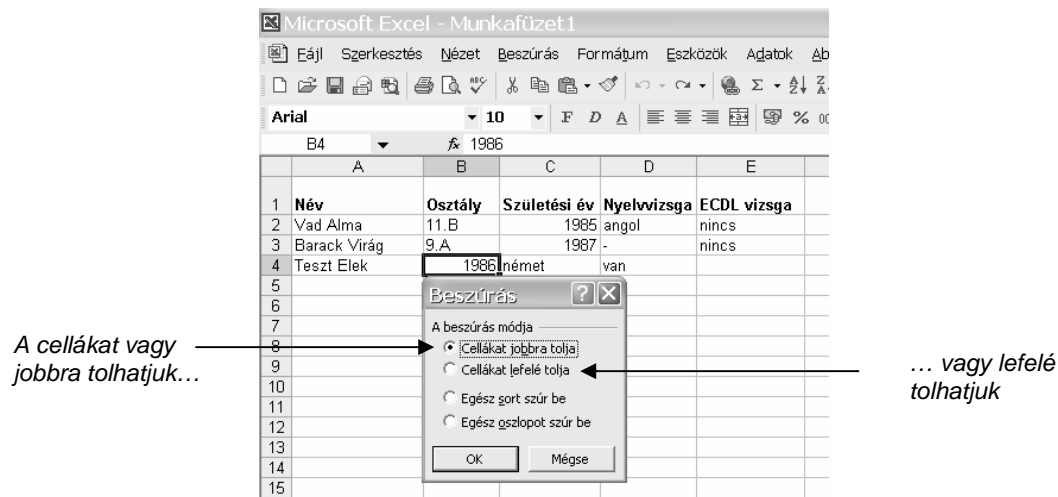 Microsoft Excel - Munkafüzet1
Fájl Szerkesztés Nézet Beszúrás Formátum Eszközök Adatok Ab
Arial 10 F D A %
B4 fx 1986
A B C D E
1 Név Osztály Születési év Nyelvvizsga ECDL vizsga
2 Vad Alma 11.B 1985 angol nincs
3 Barack Virág 9.A 1987 - nincs
4 Teszt Elek 1986 német van
5
6
7
8
9
10
11
12
13
14
15
Beszúrás
A beszúrás módja
Cellákat jobbra tolja
Cellákat lefelé tolja
Egész sort szúr be
Egész oszlopot szúr be
OK Mégse
A cellákat vagy
jobbra tolhatjuk…
… vagy lefelé
tolhatjuk